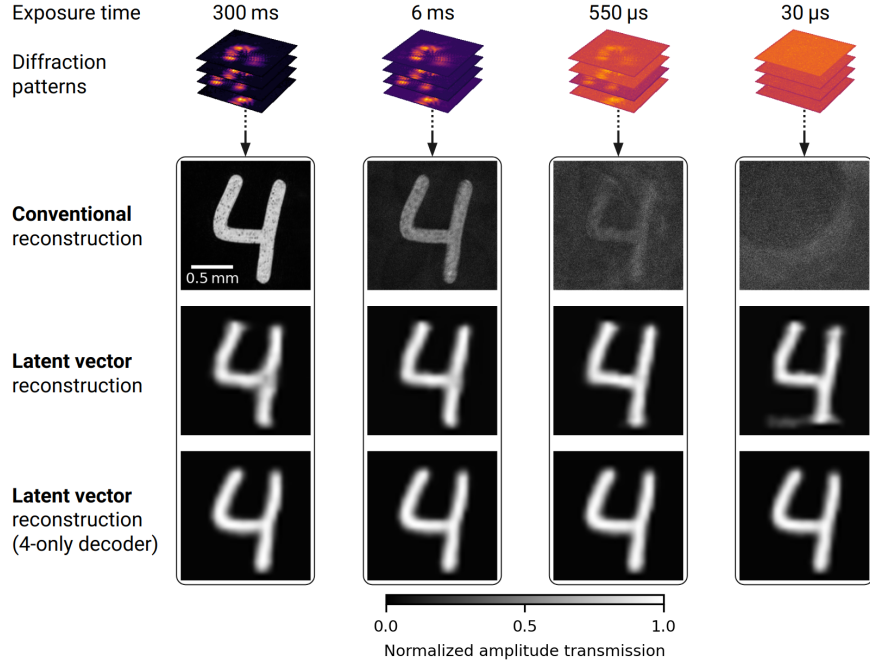 Exposure time 300 ms 6 ms 550 µs 30 µs
Diffraction
patterns
Conventional
reconstruction
0.5 mm
Latent vector
reconstruction
Latent vector
reconstruction
(4-only decoder)
0.0 0.5 1.0
Normalized amplitude transmission